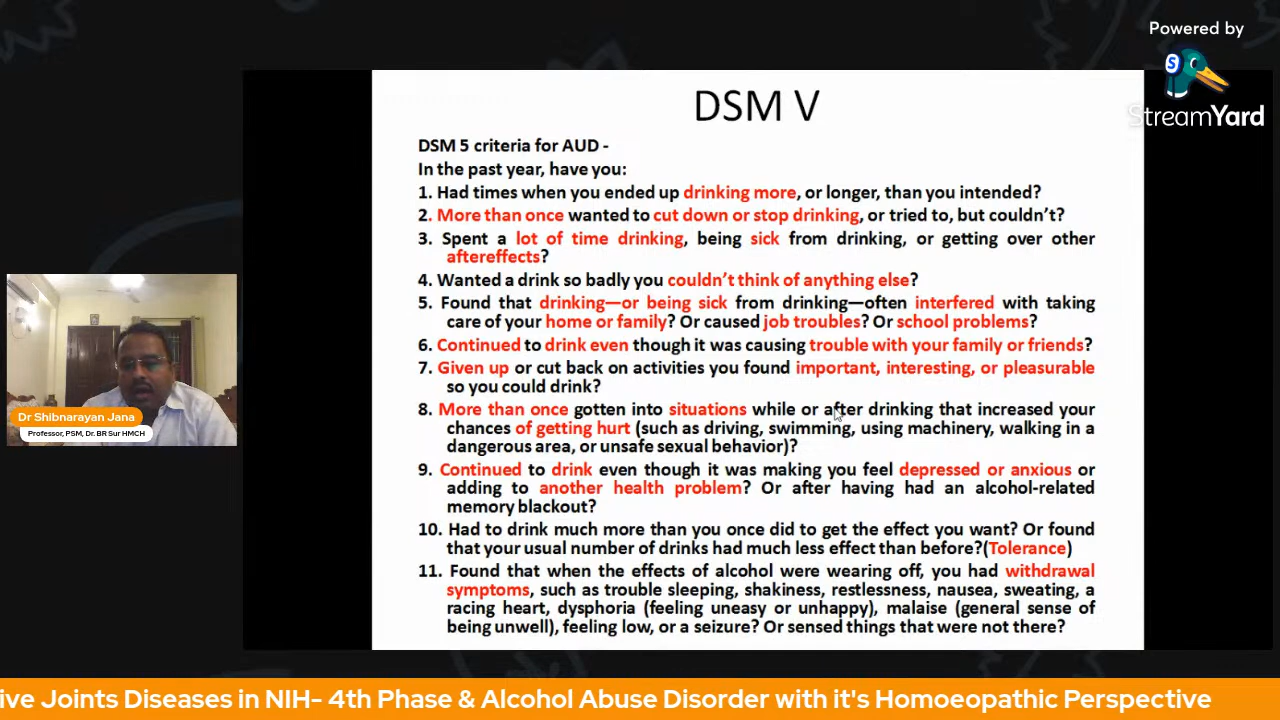 Powered by
StreamYard
DSM V
DSM 5 criteria for AUD -
In the past year, have you:
1. Had times when you ended up drinking more, or longer, than you intended?
2. More than once wanted to cut down or stop drinking, or tried to, but couldn't?
3. Spent a lot of time drinking, being sick from drinking, or getting over other
aftereffects?
4. Wanted a drink so badly you couldn't think of anything else?
5. Found that drinking—or being sick from drinking—often interfered with taking
care of your home or family? Or caused job troubles? Or school problems?
6. Continued to drink even though it was causing trouble with your family or friends?
7. Given up or cut back on activities you found important, interesting, or pleasurable
so you could drink?
8. More than once gotten into situations while or after drinking that increased your
chances of getting hurt (such as driving, swimming, using machinery, walking in a
dangerous area, or unsafe sexual behavior)?
9. Continued to drink even though it was making you feel depressed or anxious or
adding to another health problem? Or after having had an alcohol-related
memory blackout?
10. Had to drink much more than you once did to get the effect you want? Or found
that your usual number of drinks had much less effect than before?(Tolerance)
11. Found that when the effects of alcohol were wearing off, you had withdrawal
symptoms, such as trouble sleeping, shakiness, restlessness, nausea, sweating, a
racing heart, dysphoria (feeling uneasy or unhappy), malaise (general sense of
being unwell), feeling low, or a seizure? Or sensed things that were not there?
Dr Shibnarayan Jana
Professor, PSM, Dr. BR Sur HMCH
ive Joints Diseases in NIH- 4th Phase & Alcohol Abuse Disorder with it's Homoeopathic Perspective